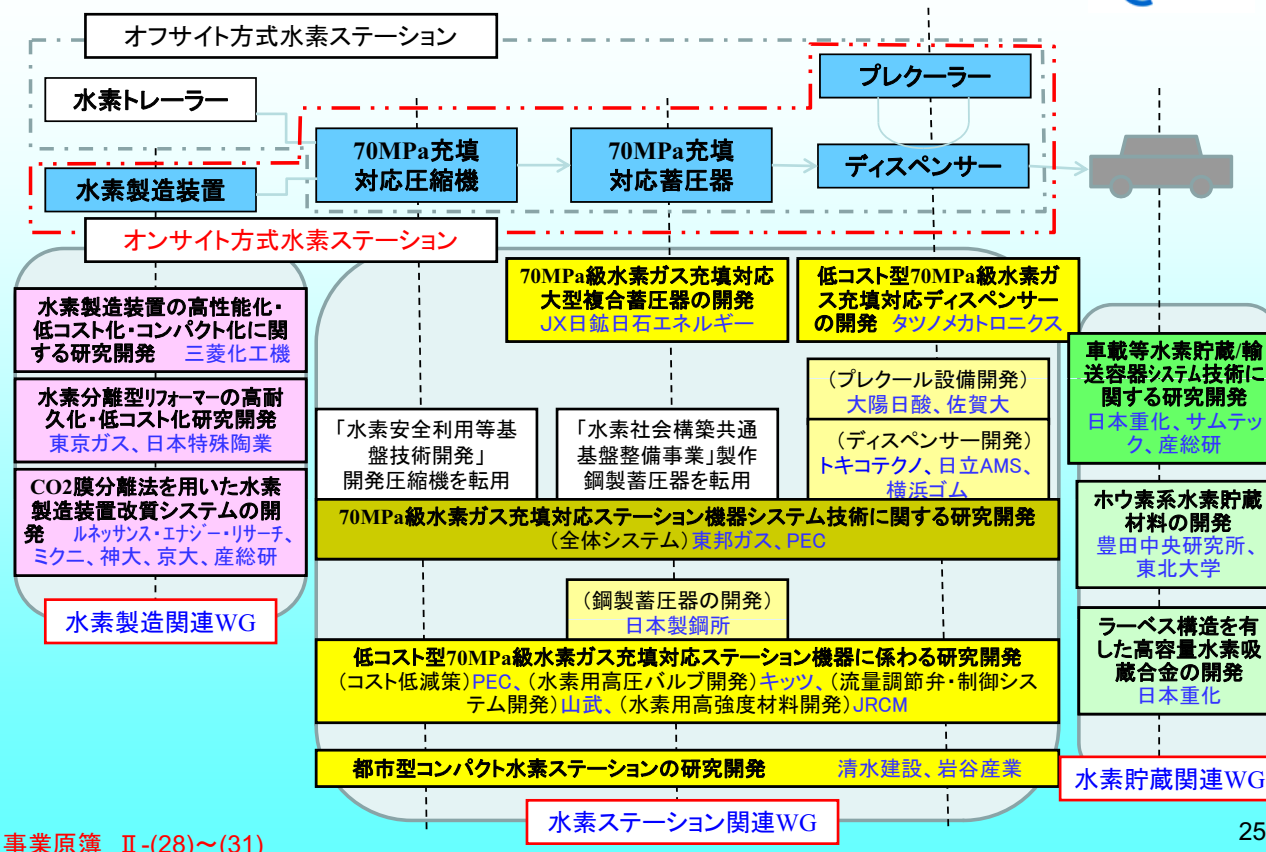 オフサイト方式水素ステーション
水素トレーラー
プレクーラー
70MPa充填
対応圧縮機
70MPa充填
対応蓄圧器
ディスペンサー
水素製造装置
オンサイト方式水素ステーション
水素製造装置の高性能化・
低コスト化・コンパクト化に関
する研究開発 三菱化工機
水素分離型リフォーマーの高耐
久化・低コスト化研究開発
東京ガス、日本特殊陶業
CO2膜分離法を用いた水素
製造装置改質システムの開
発 ルネッサンス・エナジー・リサーチ、
ミクニ、神大、京大、産総研
水素製造関連WG
70MPa級水素ガス充填対応
大型複合蓄圧器の開発
JX日鉱日石エネルギー
低コスト型70MPa級水素ガ
ス充填対応ディスペンサー
の開発 タツノメカトロニクス
(プレクール設備開発)
大陽日酸、佐賀大
「水素安全利用等基
盤技術開発」
開発圧縮機を転用
「水素社会構築共通
基盤整備事業」製作
鋼製蓄圧器を転用
(ディスペンサー開発)
トキコテクノ、日立AMS、
横浜ゴム
70MPa級水素ガス充填対応ステーション機器システム技術に関する研究開発
(全体システム)東邦ガス、PEC
(鋼製蓄圧器の開発)
日本製鋼所
低コスト型70MPa級水素ガス充填対応ステーション機器に係わる研究開発
(コスト低減策)PEC、(水素用高圧バルブ開発)キッツ、(流量調節弁・制御シス
テム開発)山武、(水素用高強度材料開発)JRCM
都市型コンパクト水素ステーションの研究開発 清水建設、岩谷産業
水素ステーション関連WG
車載等水素貯蔵/輸
送容器システム技術に
関する研究開発
日本重化、サムテッ
ク、産総研
ホウ素系水素貯蔵
材料の開発
豊田中央研究所、
東北大学
ラーベス構造を有
した高容量水素吸
蔵合金の開発
日本重化
水素貯蔵関連WG
事業原簿 Ⅱ-(28)~(31)
25